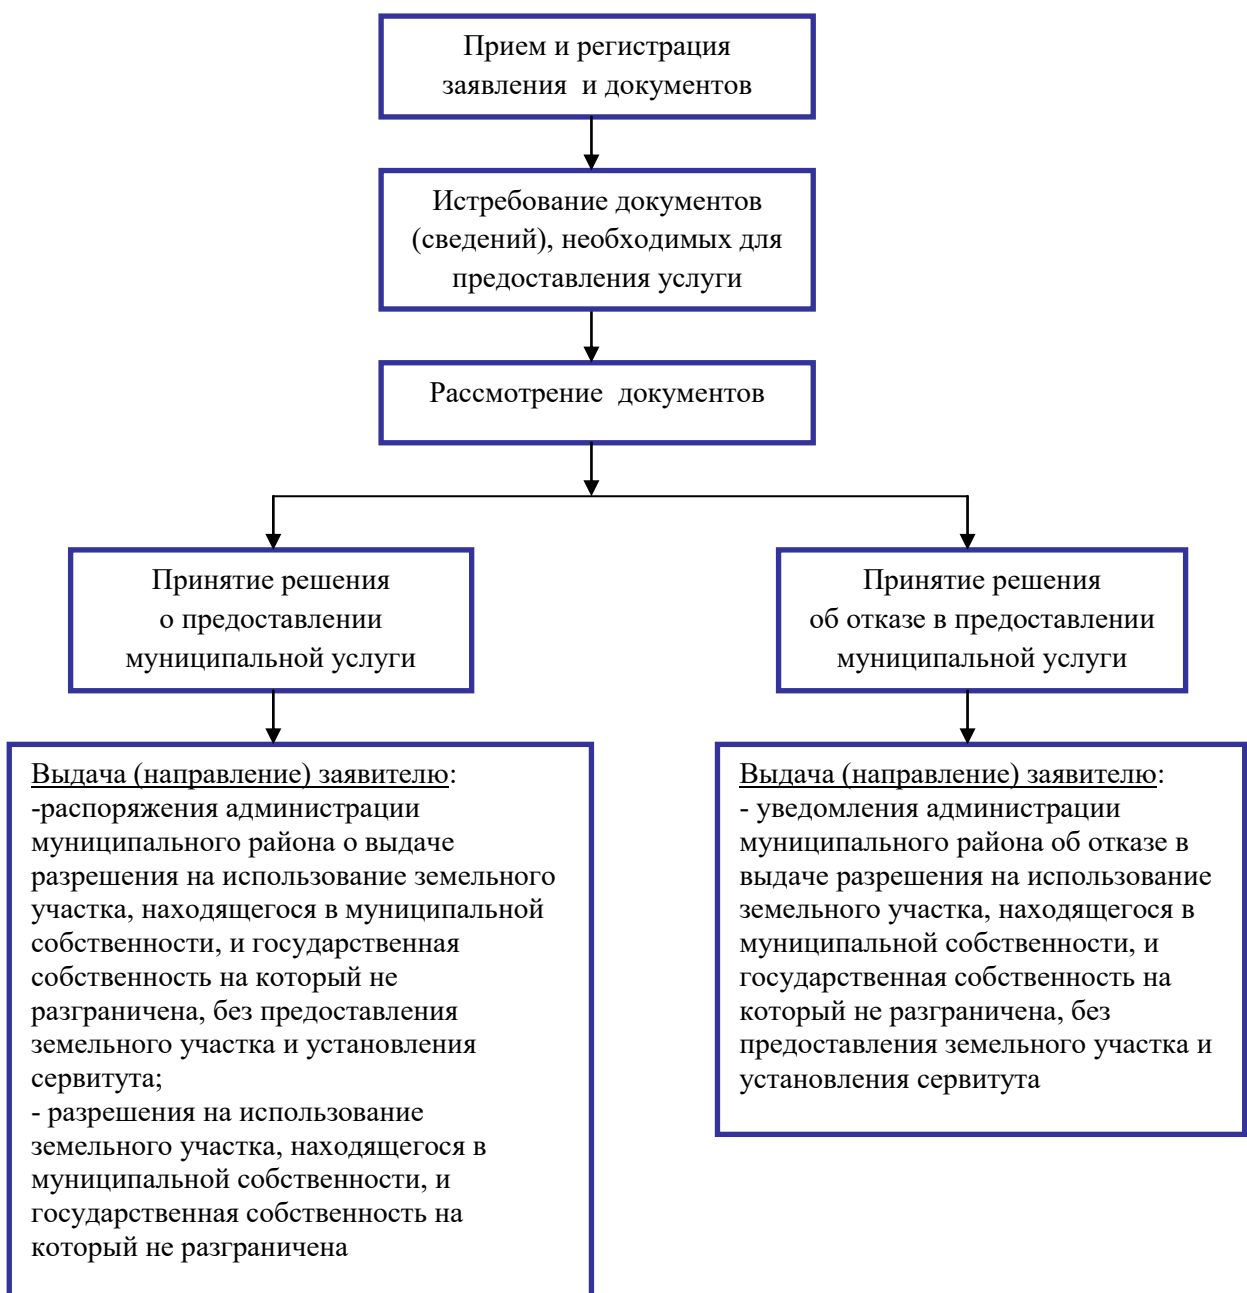 Прием и регистрация
заявления и документов
Истребование документов
(сведений), необходимых для
предоставления услуги
Рассмотрение документов
Принятие решения
о предоставлении
муниципальной услуги
Принятие решения
об отказе в предоставлении
муниципальной услуги
Выдача (направление) заявителю:
-распоряжения администрации
муниципального района о выдаче
разрешения на использование земельного
участка, находящегося в муниципальной
собственности, и государственная
собственность на который не
разграничена, без предоставления
земельного участка и установления
сервитута;
- разрешения на использование
земельного участка, находящегося в
муниципальной собственности, и
государственная собственность на
который не разграничена
Выдача (направление) заявителю:
- уведомления администрации
муниципального района об отказе в
выдаче разрешения на использование
земельного участка, находящегося в
муниципальной собственности, и
государственная собственность на
который не разграничена, без
предоставления земельного участка и
установления сервитута